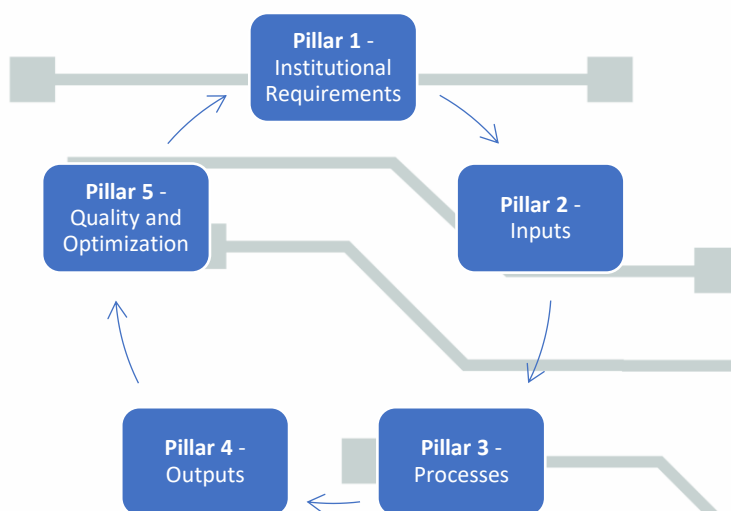 Pillar 1 -
Institutional
Requirements
Pillar 2 -
Inputs
Pillar 3 -
Processes
Pillar 4 -
Outputs
Pillar 5 -
Quality and
Optimization